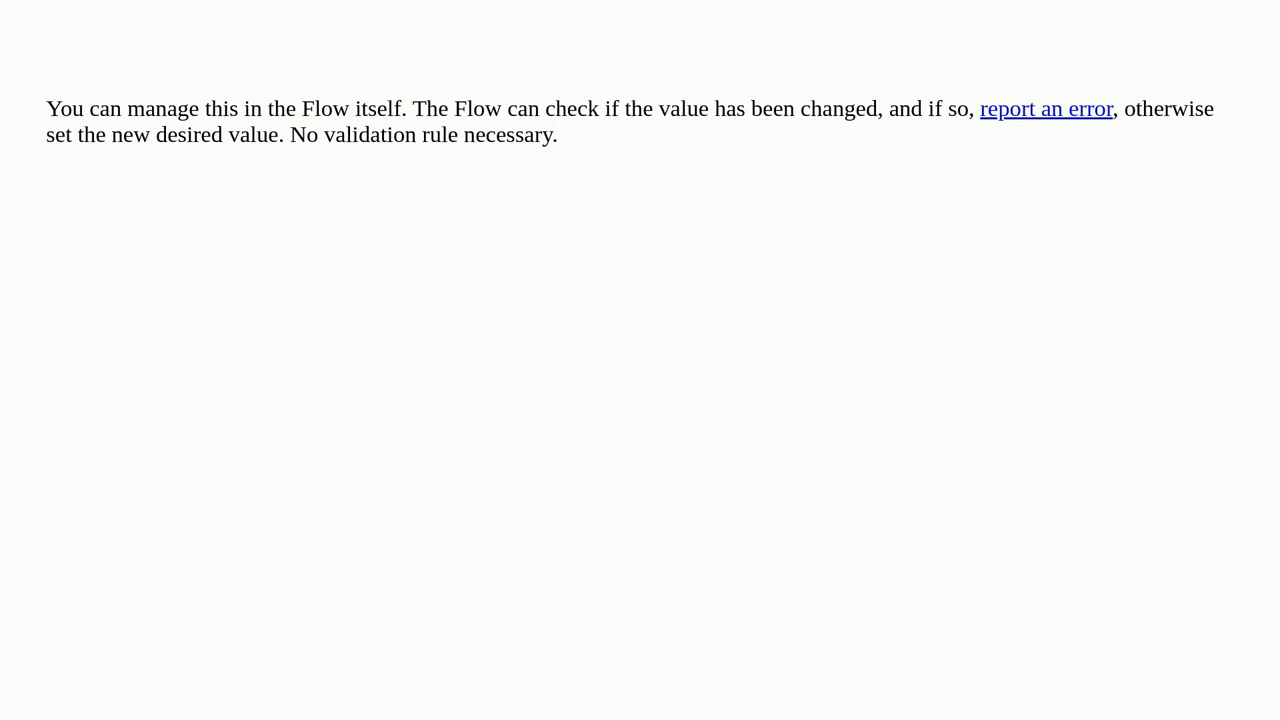 You can manage this in the Flow itself. The Flow can check if the value has been changed, and if so, report an error, otherwise
set the new desired value. No validation rule necessary.